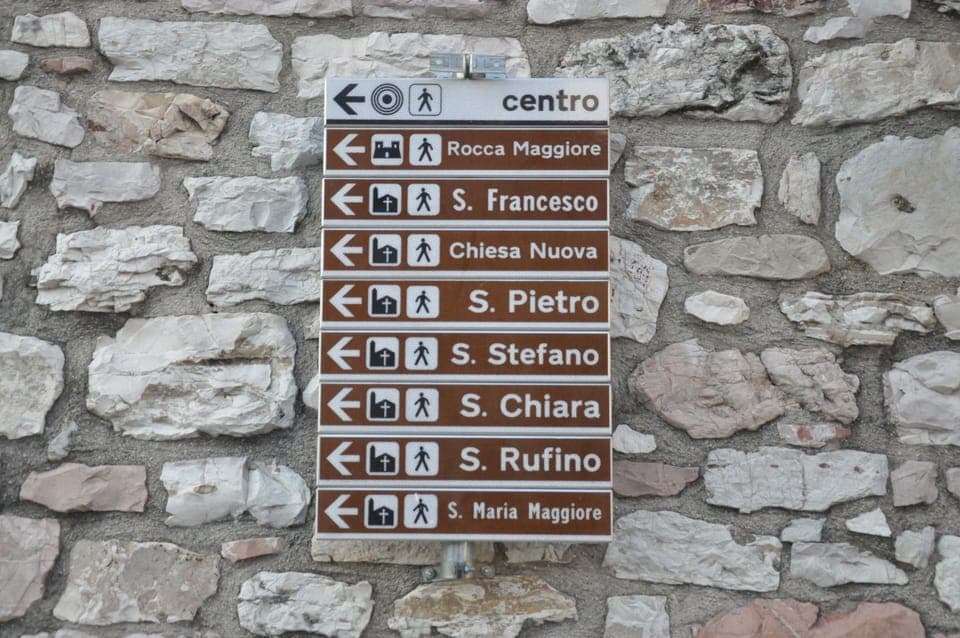 centro
Rocca Maggiore
S. Francesco
Chiesa Nuova
S. Pietro
S. Stefano
S. Chiara
S. Rufino
S. Maria Maggiore